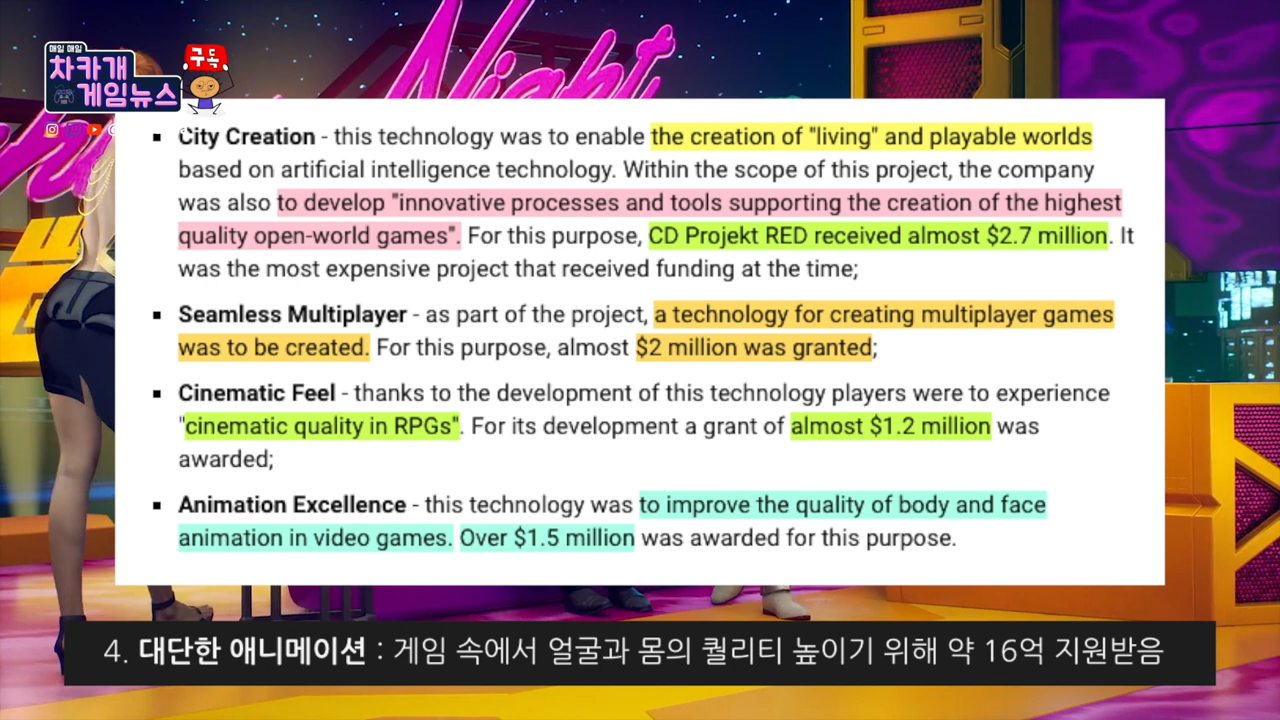 매일 매일
차카개
게임뉴스
구독
Night
City Creation - this technology was to enable the creation of "living" and playable worlds
based on artificial intelligence technology. Within the scope of this project, the company
was also to develop "innovative processes and tools supporting the creation of the highest
quality open-world games". For this purpose, CD Projekt RED received almost $2.7 million. It
was the most expensive project that received funding at the time;
Seamless Multiplayer - as part of the project, a technology for creating multiplayer games
was to be created. For this purpose, almost $2 million was granted;
Cinematic Feel - thanks to the development of this technology players were to experience
"cinematic quality in RPGs". For its development a grant of almost $1.2 million was
awarded;
Animation Excellence - this technology was to improve the quality of body and face
animation in video games. Over $1.5 million was awarded for this purpose.
4. 대단한 애니메이션 : 게임 속에서 얼굴과 몸의 퀄리티 높이기 위해 약 16억 지원받음